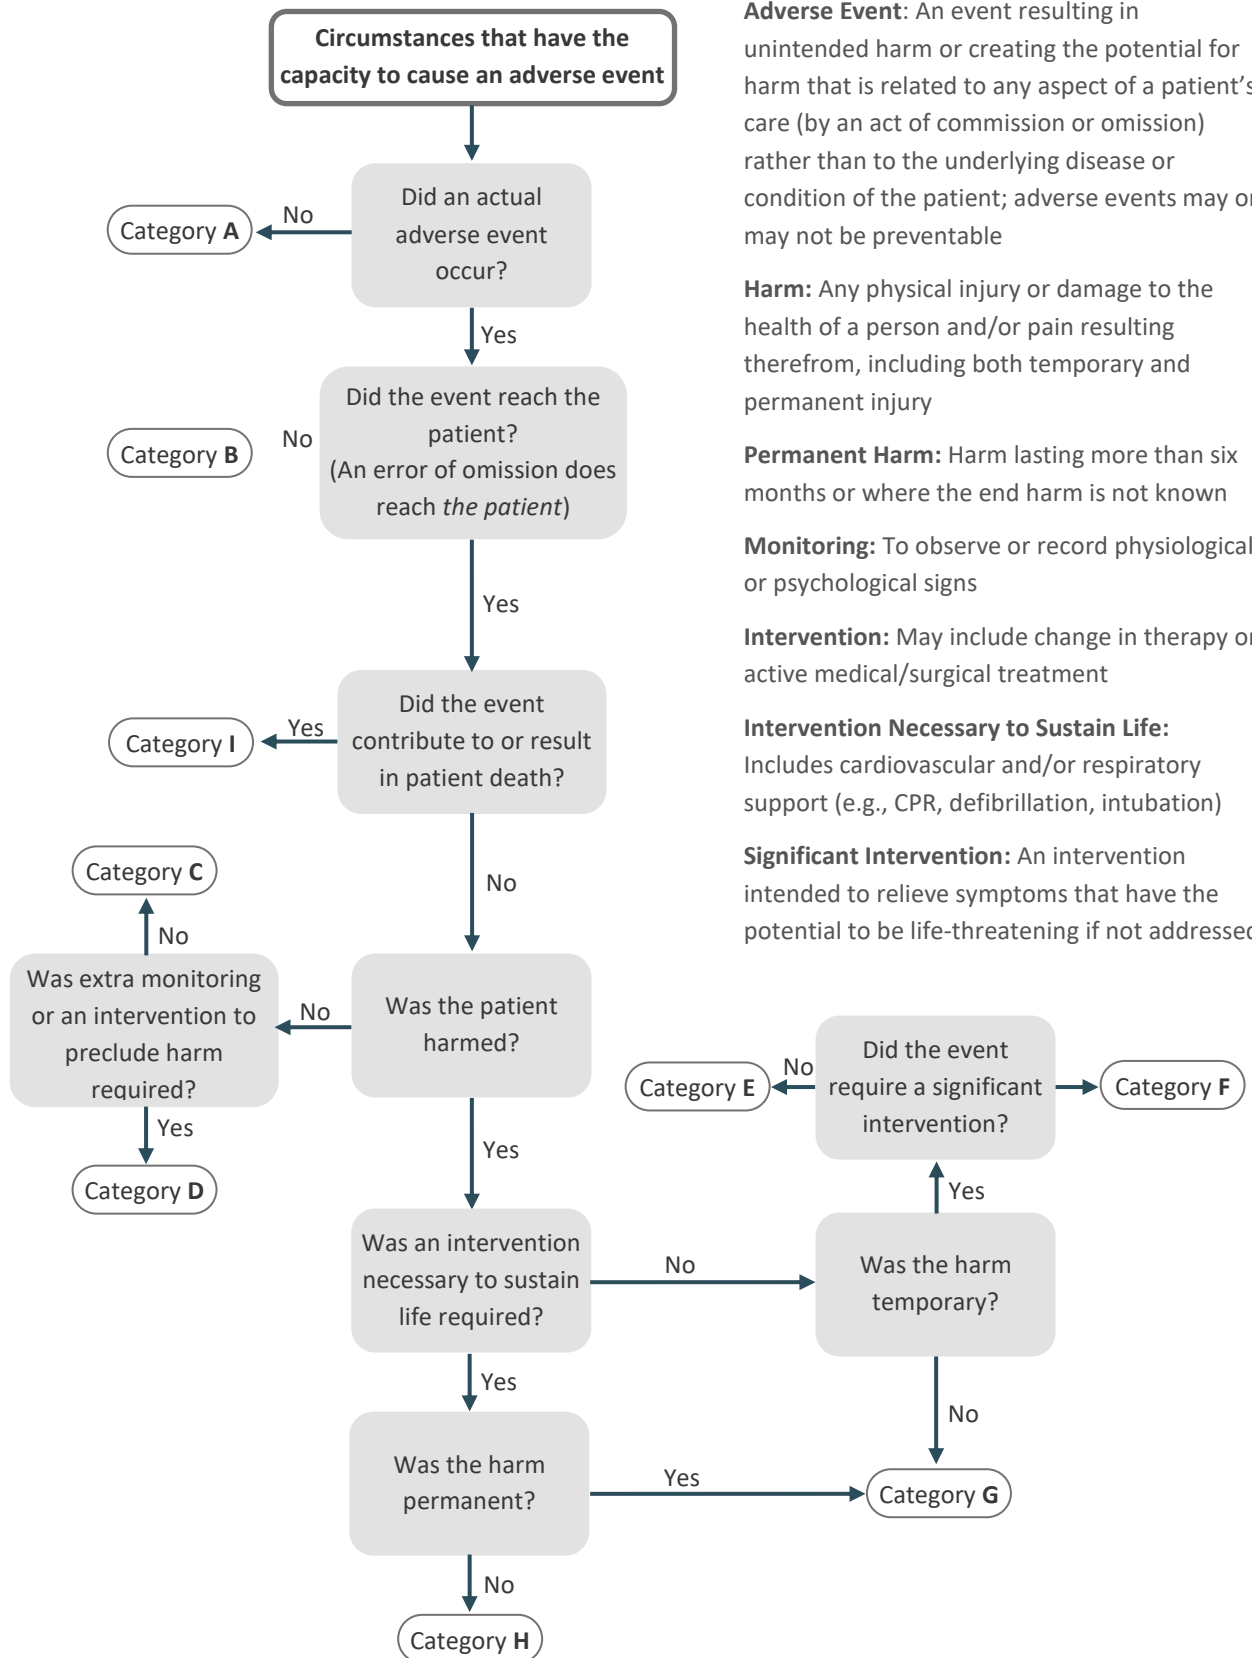 Circumstances that have the
capacity to cause an adverse event
Did an actual
adverse event
occur?
No
Category A
Yes
Did the event reach the
patient?
(An error of omission does
reach the patient)
No
Category B
Yes
Did the event
contribute to or result
in patient death?
Yes
Category I
No
Was the patient
harmed?
No
Was extra monitoring
or an intervention to
preclude harm
required?
No
Category C
Yes
Category D
Yes
Was an intervention
necessary to sustain
life required?
No
Was the harm
temporary?
Yes
Did the event
require a significant
intervention?
No
Category E
Category F
No
Category G
Yes
Was the harm
permanent?
Yes
No
Category H
Adverse Event: An event resulting in
unintended harm or creating the potential for
harm that is related to any aspect of a patient’s
care (by an act of commission or omission)
rather than to the underlying disease or
condition of the patient; adverse events may or
may not be preventable
Harm: Any physical injury or damage to the
health of a person and/or pain resulting
therefrom, including both temporary and
permanent injury
Permanent Harm: Harm lasting more than six
months or where the end harm is not known
Monitoring: To observe or record physiological
or psychological signs
Intervention: May include change in therapy or
active medical/surgical treatment
Intervention Necessary to Sustain Life:
Includes cardiovascular and/or respiratory
support (e.g., CPR, defibrillation, intubation)
Significant Intervention: An intervention
intended to relieve symptoms that have the
potential to be life-threatening if not addressed